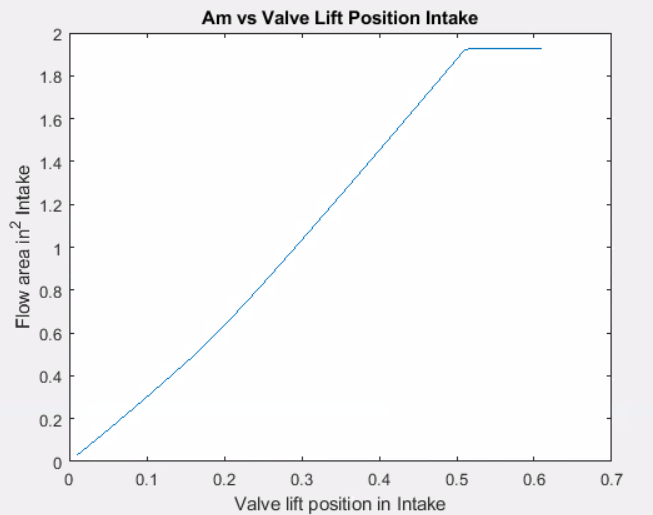 Am vs Valve Lift Position Intake
Flow area in² Intake
2
1.8
1.6
1.4
1.2
1
0.8
0.6
0.4
0.2
0
0 0.1 0.2 0.3 0.4 0.5 0.6 0.7
Valve lift position in Intake